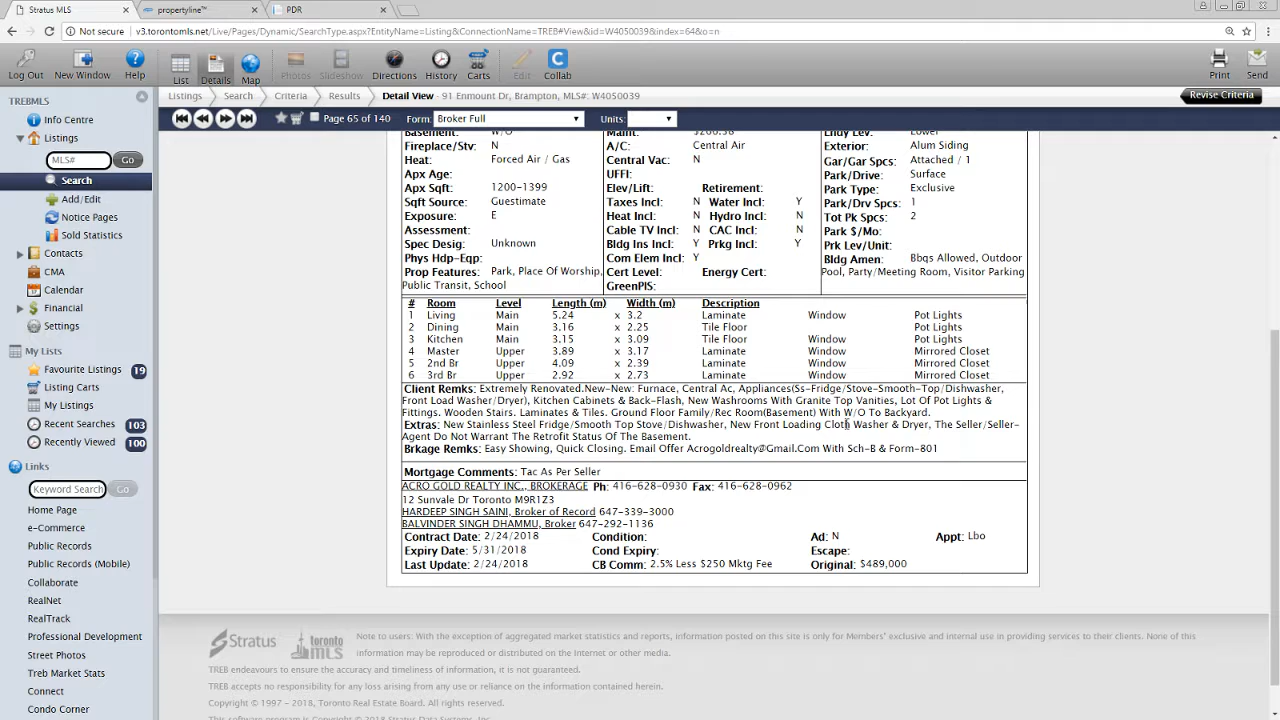 Stratus MLS
propertyline™
PDR
Not secure | v3.torontomls.net/Live/Pages/Dynamic/SearchType.aspx?EntityName=Listing&ConnectionName=TREB#View&id=W4050039&index=64&o=n
Log Out
New Window
Help
List
Details
Map
Photos
Slideshow
Directions
History
Carts
Edit
Collab
Print
Send
TREBMLS
Listings
Search
Criteria
Results
Detail View - 91 Enmount Dr, Brampton, MLS#: W4050039
Revise Criteria
Page 65 of 140
Form: Broker Full
Units:
Info Centre
Listings
MLS# Go
Search
Add/Edit
Notice Pages
Sold Statistics
Contacts
CMA
Calendar
Financial
Settings
My Lists
Favourite Listings 19
Listing Carts
My Listings
Recent Searches 103
Recently Viewed 100
Links
Keyword Search Go
Home Page
e-Commerce
Public Records
Public Records (Mobile)
Collaborate
RealNet
RealTrack
Professional Development
Street Photos
Treb Market Stats
Connect
Condo Corner
Basement: W/O Maint: $266.38 Lndy Lev: Lower
Fireplace/Stv: N A/C: Central Air Exterior: Alum Siding
Heat: Forced Air / Gas Central Vac: N Gar/Gar Spcs: Attached / 1
Apx Age: UFFI: Park/Drive: Surface
Apx Sqft: 1200-1399 Elev/Lift: Retirement: Park Type: Exclusive
Sqft Source: Guestimate Taxes Incl: N Water Incl: Y Park/Drv Spcs: 1
Exposure: E Heat Incl: N Hydro Incl: N Tot Pk Spcs: 2
Assessment: Cable TV Incl: N CAC Incl: N Park $/Mo:
Spec Desig: Unknown Bldg Ins Incl: Y Prkg Incl: Y Prk Lev/Unit:
Phys Hdp-Eqp: Com Elem Incl: Y Bldg Amen: Bbqs Allowed, Outdoor
Prop Features: Park, Place Of Worship, Cert Level: Energy Cert: Pool, Party/Meeting Room, Visitor Parking
Public Transit, School GreenPIS:
# Room Level Length (m) Width (m) Description
1 Living Main 5.24 x 3.2 Laminate Window Pot Lights
2 Dining Main 3.16 x 2.25 Tile Floor Pot Lights
3 Kitchen Main 3.15 x 3.09 Tile Floor Window Pot Lights
4 Master Upper 3.89 x 3.17 Laminate Window Mirrored Closet
5 2nd Br Upper 4.09 x 2.39 Laminate Window Mirrored Closet
6 3rd Br Upper 2.92 x 2.73 Laminate Window Mirrored Closet
Client Remks: Extremely Renovated.New-New: Furnace, Central Ac, Appliances(Ss-Fridge/Stove-Smooth-Top/Dishwasher,
Front Load Washer/Dryer), Kitchen Cabinets & Back-Flash, New Washrooms With Granite Top Vanities, Lot Of Pot Lights &
Fittings. Wooden Stairs. Laminates & Tiles. Ground Floor Family/Rec Room(Basement) With W/O To Backyard.
Extras: New Stainless Steel Fridge/Smooth Top Stove/Dishwasher, New Front Loading Cloth Washer & Dryer, The Seller/Seller-
Agent Do Not Warrant The Retrofit Status Of The Basement.
Brkage Remks: Easy Showing, Quick Closing. Email Offer Acrogoldrealty@Gmail.Com With Sch-B & Form-801
Mortgage Comments: Tac As Per Seller
ACRO GOLD REALTY INC., BROKERAGE Ph: 416-628-0930 Fax: 416-628-0962
12 Sunvale Dr Toronto M9R1Z3
HARDEEP SINGH SAINI, Broker of Record 647-339-3000
BALVINDER SINGH DHAMMU, Broker 647-292-1136
Contract Date: 2/24/2018 Condition: Ad: N Appt: Lbo
Expiry Date: 5/31/2018 Cond Expiry: Escape:
Last Update: 2/24/2018 CB Comm: 2.5% Less $250 Mktg Fee Original: $489,000
Stratus
Toronto MLS
Note to users: With the exception of aggregated market statistics and reports, Information posted on this site is only for Members' exclusive and internal use in providing services to their clients. None of this
information may be reproduced or distributed on the Internet or other media.
TREB endeavours to ensure the accuracy and timeliness of information, it is not guaranteed.
TREB accepts no responsibility for any loss arising from any use or reliance on the information contained herein.
Copyright © 1997 - 2018, Toronto Real Estate Board. All rights reserved.
This software program is Copyright © 2018 Stratus Data Systems, Inc.